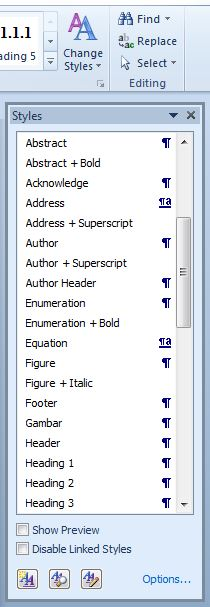 1.1.1
ading 5
Change
Styles
Find
Replace
Select
Editing
Styles
Abstract
Abstract + Bold
Acknowledge
Address
Address + Superscript
Author
Author + Superscript
Author Header
Enumeration
Enumeration + Bold
Equation
Figure
Figure + Italic
Footer
Gambar
Header
Heading 1
Heading 2
Heading 3
Show Preview
Disable Linked Styles
Options...